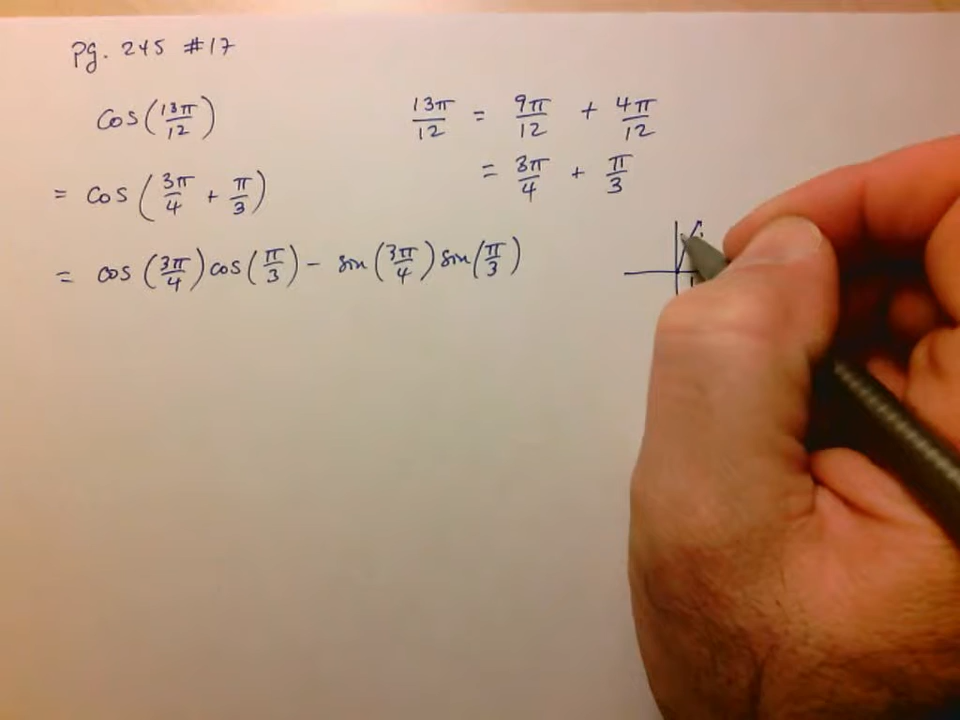 pg. 245 #17
cos(13π/12)
13π/12 = 9π/12 + 4π/12
= 3π/4 + π/3
= cos(3π/4 + π/3)
= cos(3π/4)cos(π/3) - sin(3π/4)sin(π/3)